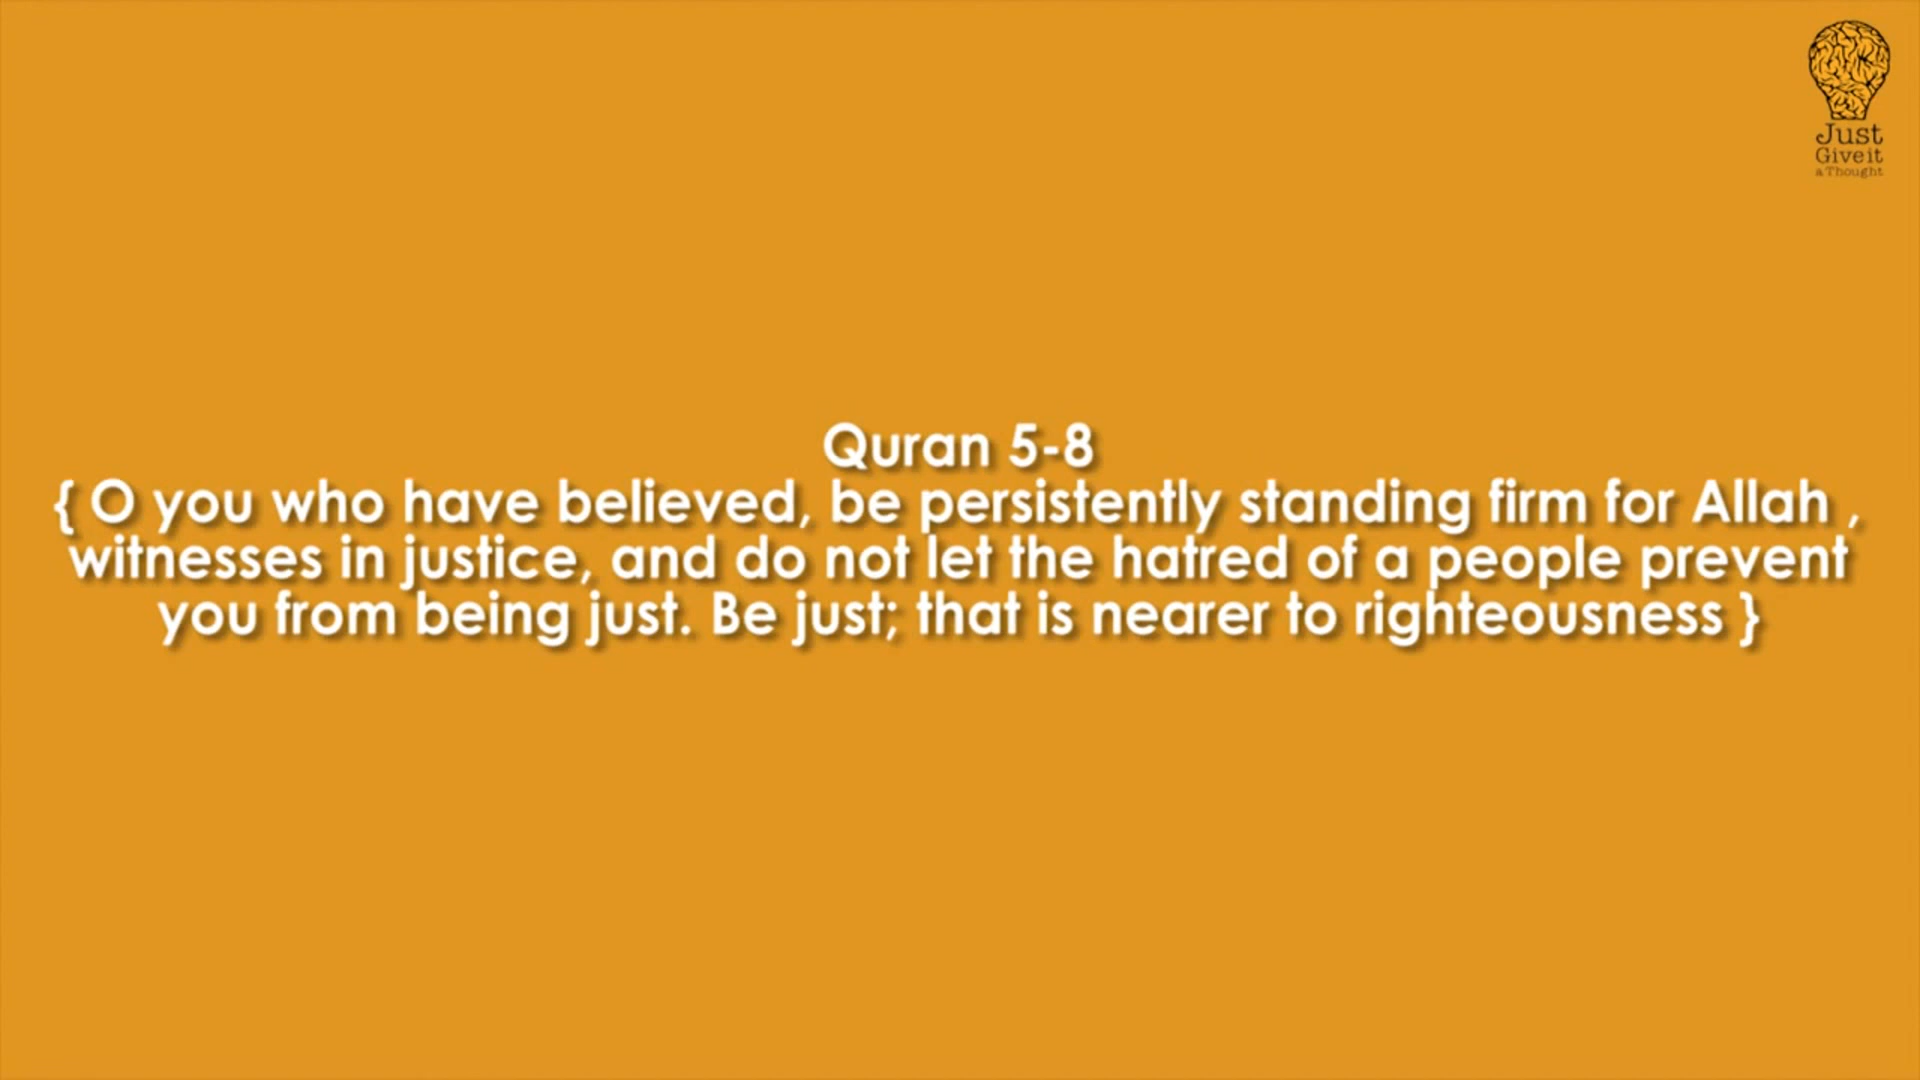 Just
Give it
a Thought
Quran 5-8
{ O you who have believed, be persistently standing firm for Allah ,
witnesses in justice, and do not let the hatred of a people prevent
you from being just. Be just; that is nearer to righteousness }